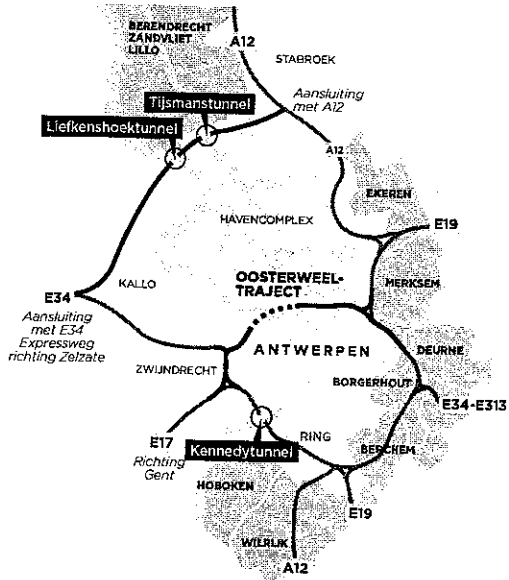 BERENDRECHT
ZANDVLIET
LILLO
A12
STABROEK
Tijsmanstunnel
Aansluiting
met A12
Liefkenshoektunnel
A12
EKEREN
HAVENCOMPLEX
E19
KALLO
OOSTERWEEL-
TRAJECT
MERKSEM
E34
Aansluiting
met E34
Expressweg
richting Zelzate
ANTWERPEN
DEURNE
ZWIJNDRECHT
BORGERHOUT
E34-E313
E17
Richting
Gent
RING
BERCHEM
Kennedytunnel
HOBOKEN
E19
WILRIJK
A12